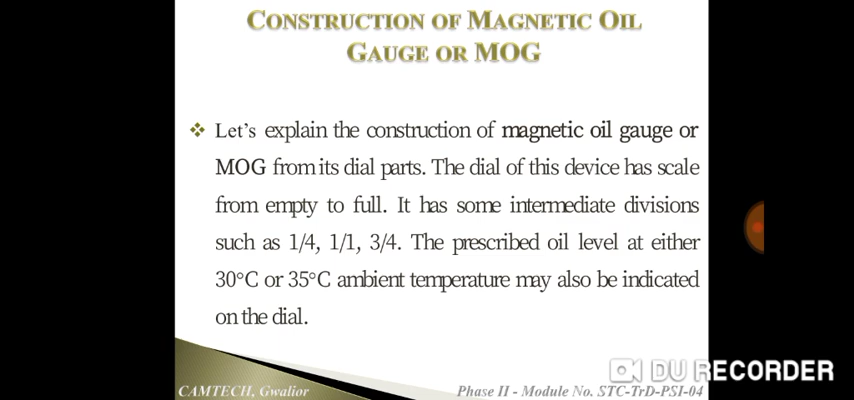 CONSTRUCTION OF MAGNETIC OIL
GAUGE OR MOG
Let's explain the construction of magnetic oil gauge or
MOG from its dial parts. The dial of this device has scale
from empty to full. It has some intermediate divisions
such as 1/4, 1/1, 3/4. The prescribed oil level at either
30°C or 35°C ambient temperature may also be indicated
on the dial.
CAMTECH, Gwalior
Phase II - Module No. STC-TrD-PSI-04
DU RECORDER